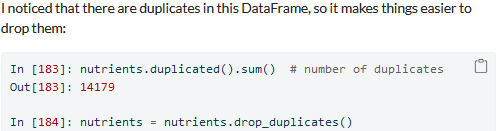 I noticed that there are duplicates in this DataFrame, so it makes things easier to
drop them:
In [183]: nutrients.duplicated().sum()  # number of duplicates
Out[183]: 14179
In [184]: nutrients = nutrients.drop_duplicates()